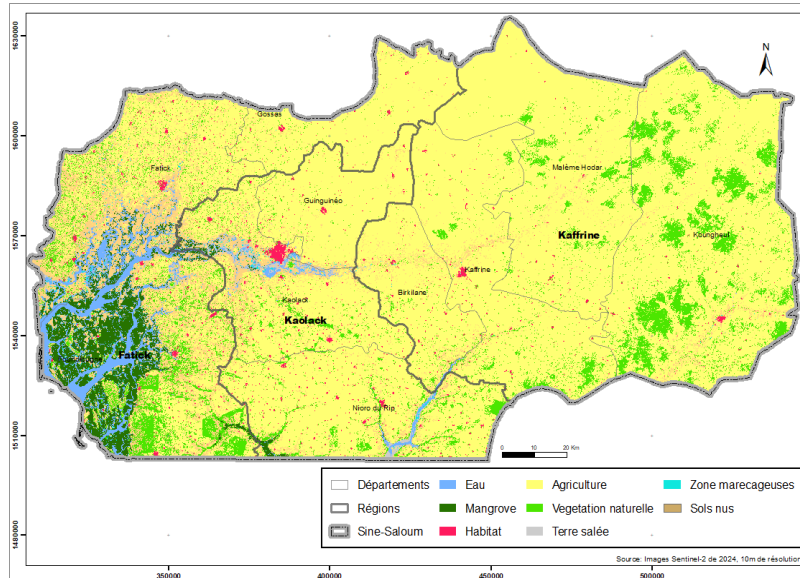 1630000
N
Gossas
1600000
Fatick
Malème Hodar
Guinguinéo
1570000
Kaffrine
Koungheul
Kaffrine
Birkilane
Kaolack
Kaolack
1540000
Fatick
Nioro du Rip
1510000
0 10 20 Km
Départements Eau Agriculture Zone marecageuses
Régions Mangrove Vegetation naturelle Sols nus
Sine-Saloum Habitat Terre salée
1480000
Source: Images Sentinel-2 de 2024, 10m de résolution
350000 400000 450000 500000